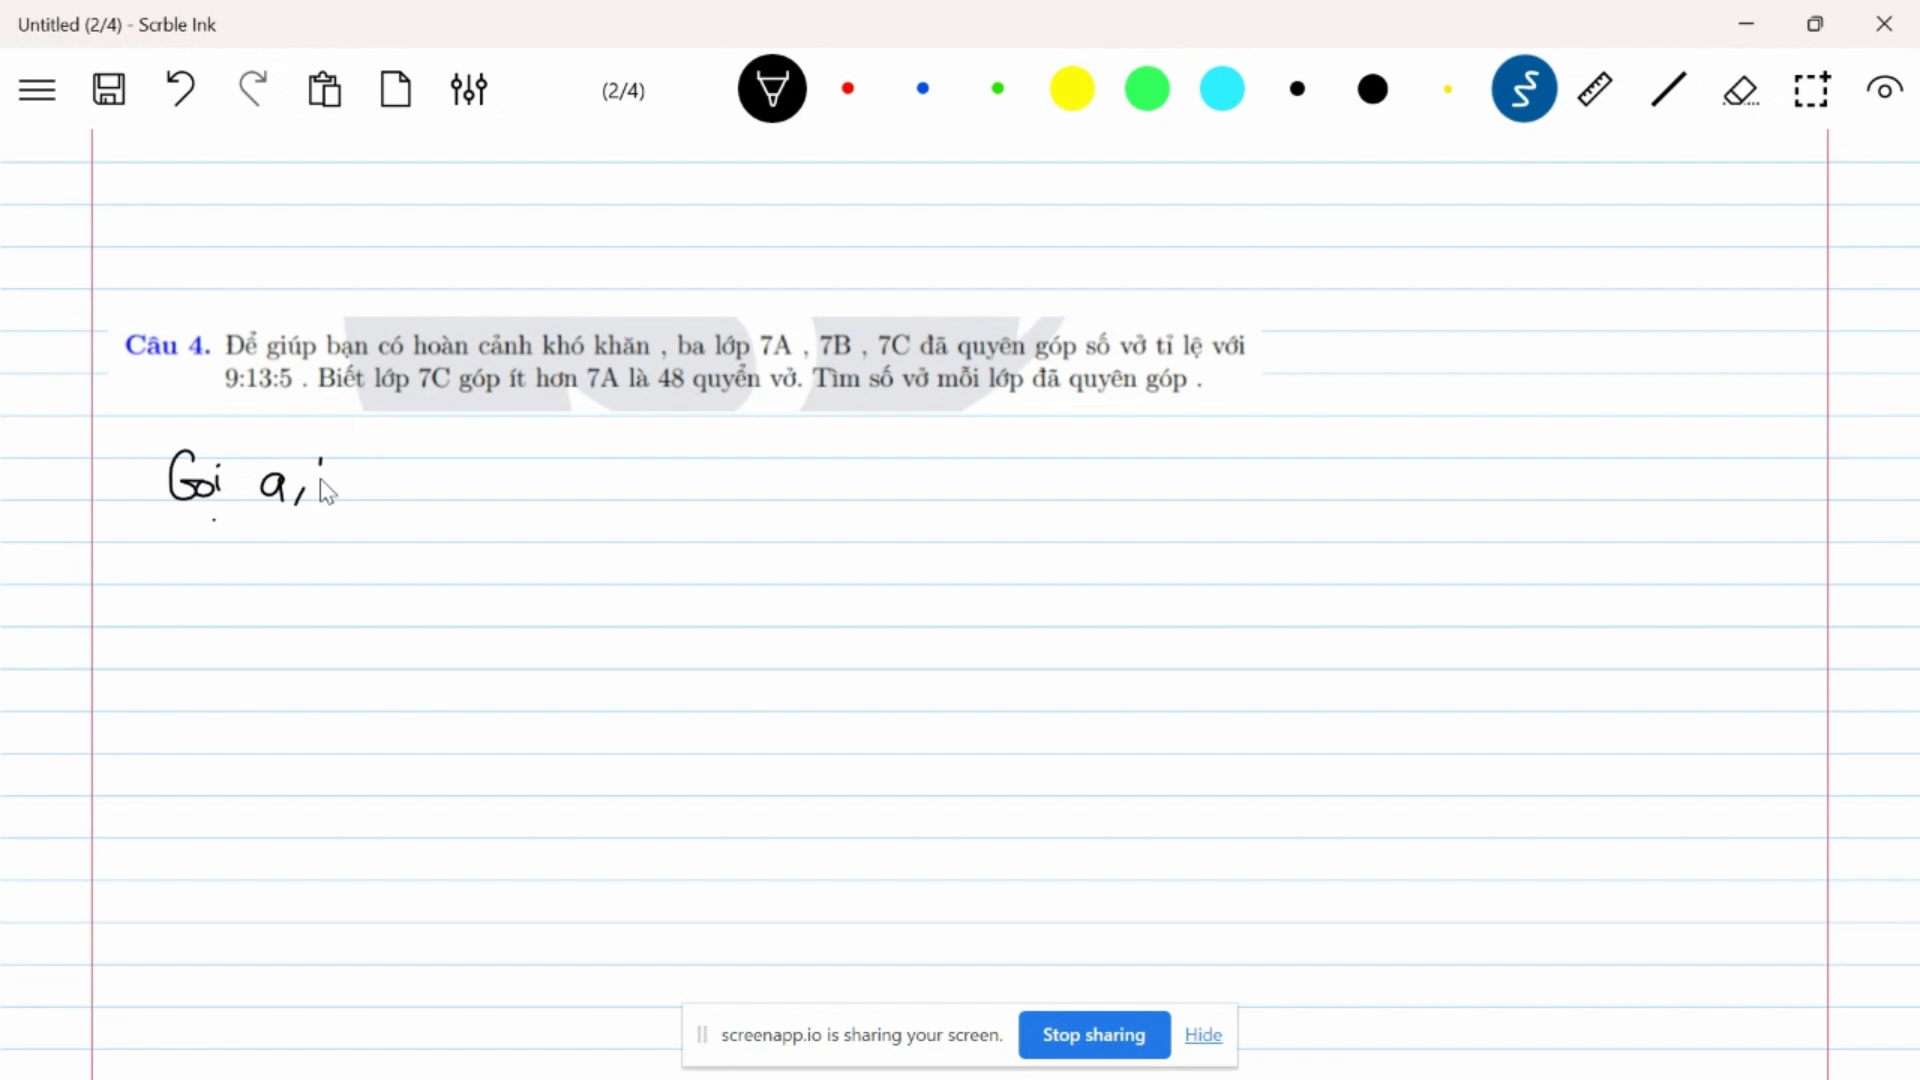 Untitled (2/4) - Scrble Ink
(2/4)
Câu 4. Để giúp bạn có hoàn cảnh khó khăn , ba lớp 7A , 7B , 7C đã quyên góp số vở tỉ lệ với
9:13:5 . Biết lớp 7C góp ít hơn 7A là 48 quyển vở. Tìm số vở mỗi lớp đã quyên góp .
Gọi a,
screenapp.io is sharing your screen.
Stop sharing
Hide